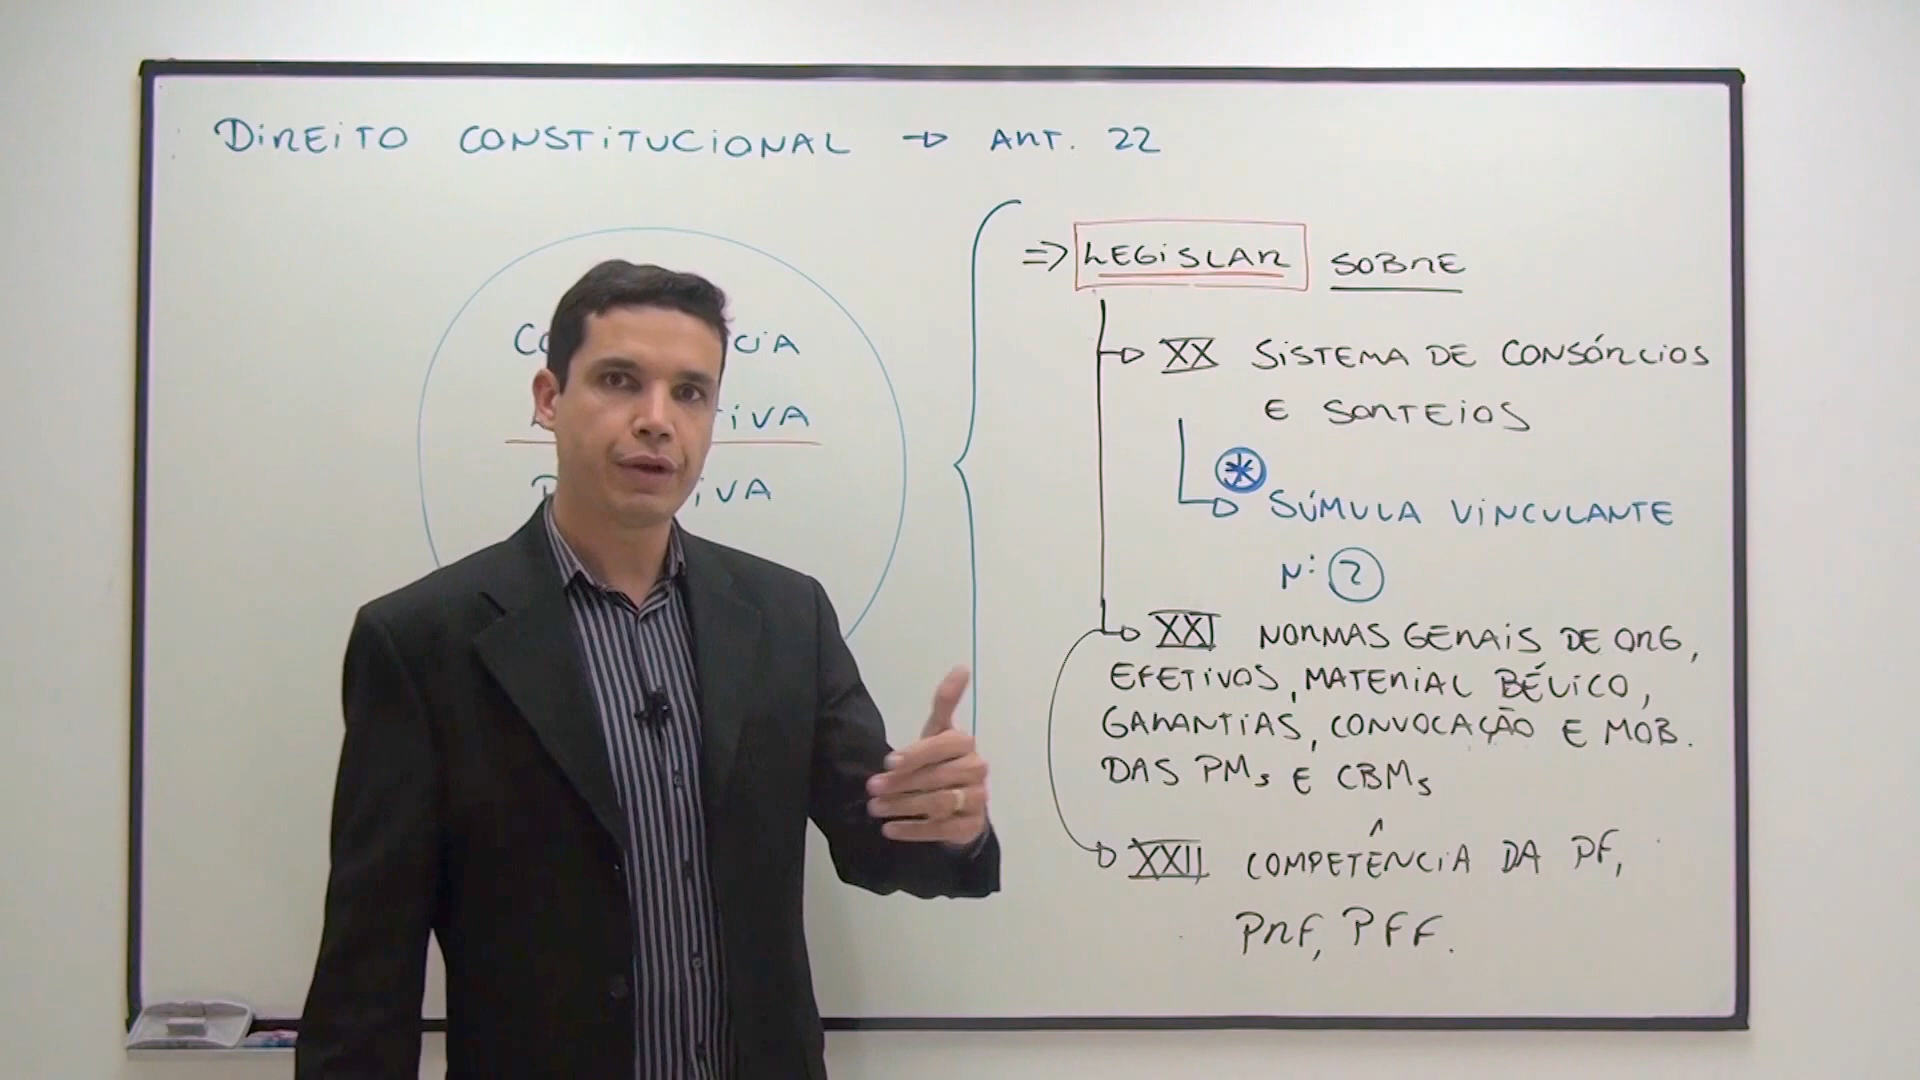 DIREITO CONSTITUCIONAL → ART. 22
IVA
⇒ LEGISLAR SOBRE
→ XX SISTEMA DE CONSÓRCIOS
E SORTEIOS
* SÚMULA VINCULANTE
Nº: 2
→ XXI NORMAS GERAIS DE ORG,
EFETIVOS, MATERIAL BÉLICO,
GARANTIAS, CONVOCAÇÃO E MOB.
DAS PMs E CBMs
→ XXII COMPETÊNCIA DA PF,
PRF, PFF.